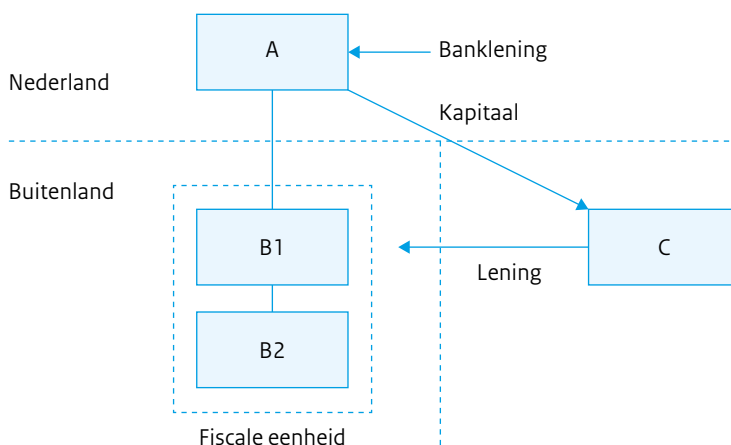 A
Banklening
Nederland
Kapitaal
Buitenland
B1
C
Lening
B2
Fiscale eenheid